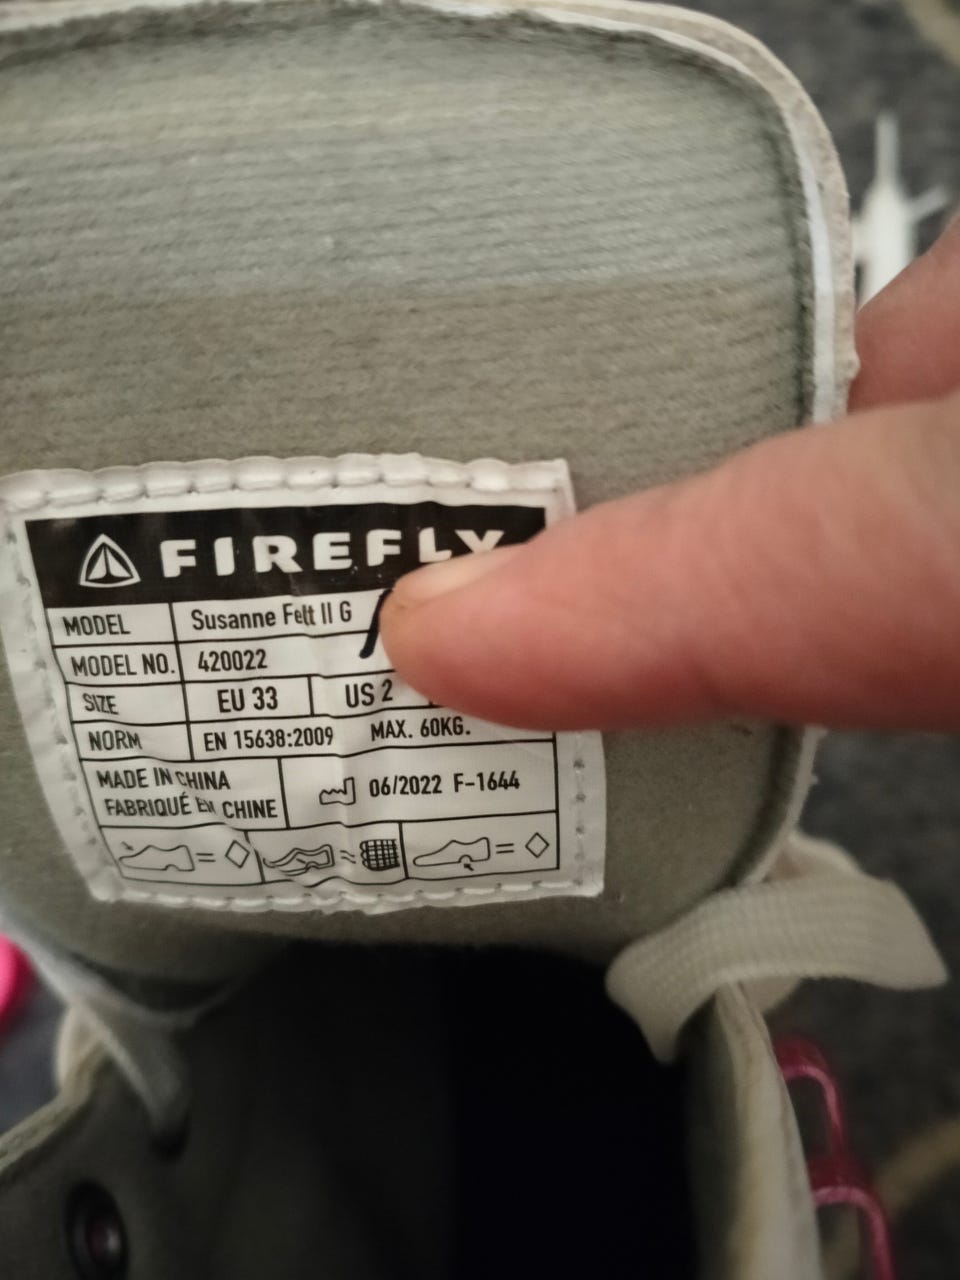 FIREFLY
MODEL Susanne Felt II G
MODEL NO. 420022
SIZE EU 33 US 2
NORM EN 15638:2009 MAX. 60KG.
MADE IN CHINA 06/2022 F-1644
FABRIQUÉ EN CHINE